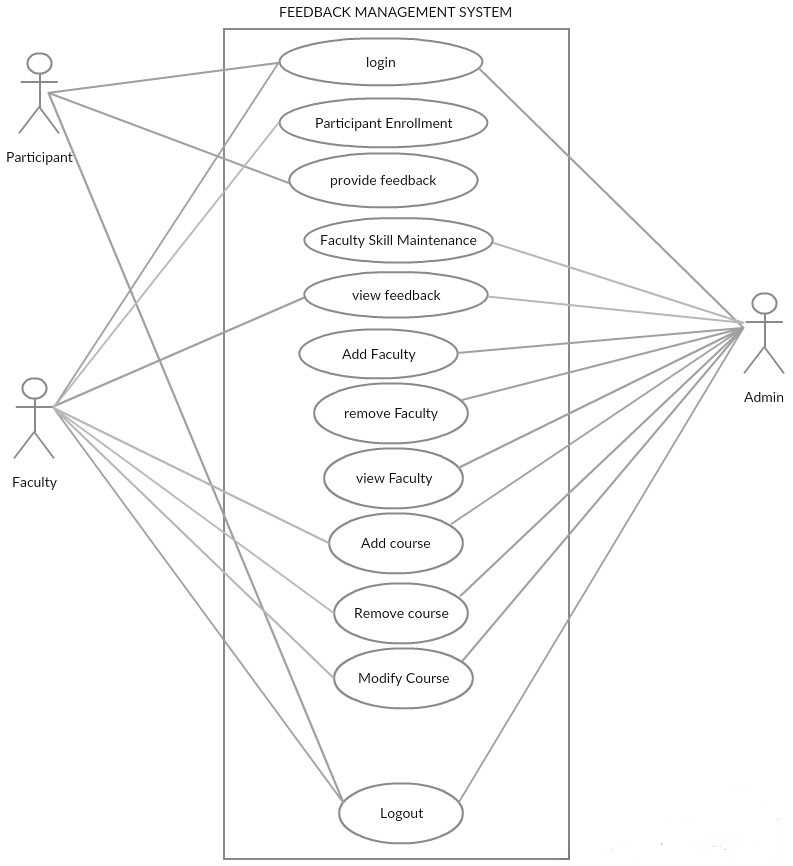 FEEDBACK MANAGEMENT SYSTEM
login
Participant Enrollment
Participant
provide feedback
Faculty Skill Maintenance
view feedback
Add Faculty
Admin
remove Faculty
view Faculty
Faculty
Add course
Remove course
Modify Course
Logout